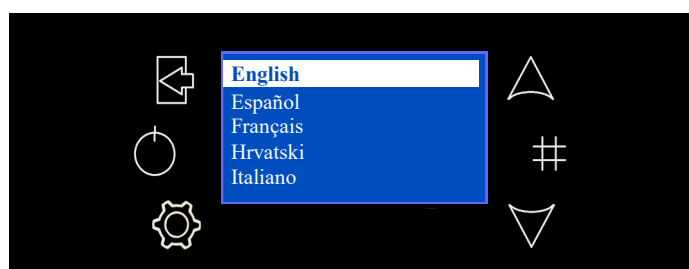 English
Español
Français
Hrvatski
Italiano